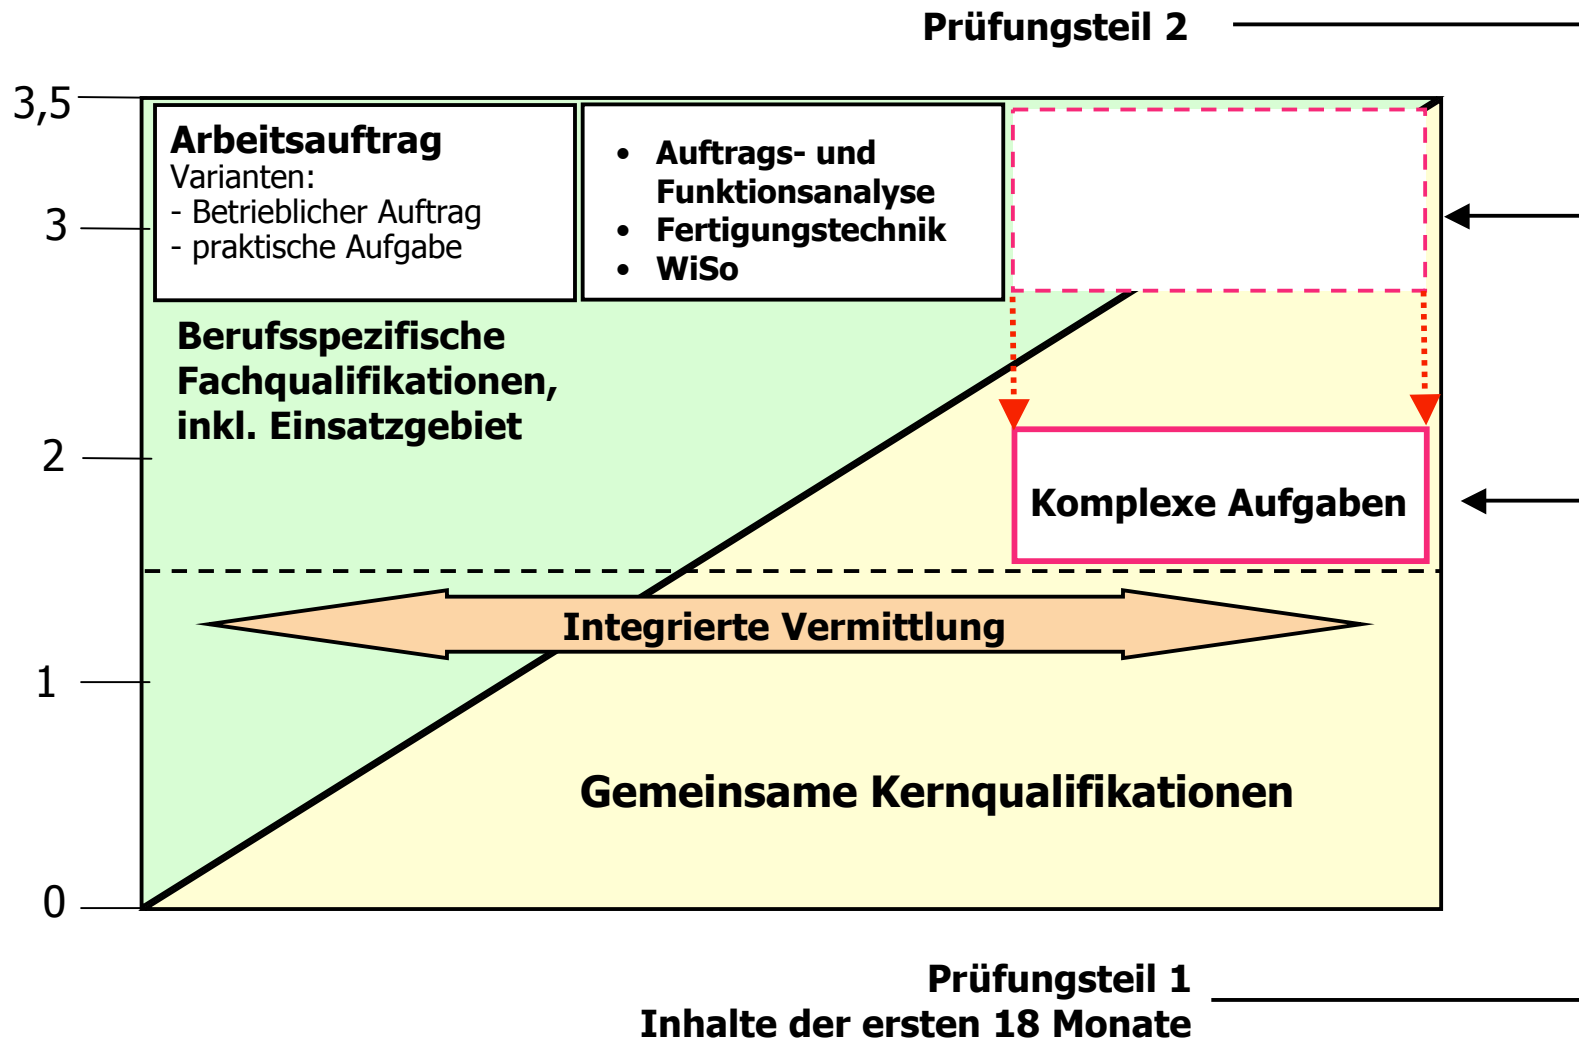 Prüfungsteil 2
3,5
Arbeitsauftrag
Varianten:
- Betrieblicher Auftrag
- praktische Aufgabe
• Auftrags- und
Funktionsanalyse
• Fertigungstechnik
• WiSo
3
Berufsspezifische
Fachqualifikationen,
inkl. Einsatzgebiet
2
Komplexe Aufgaben
Integrierte Vermittlung
1
Gemeinsame Kernqualifikationen
0
Prüfungsteil 1
Inhalte der ersten 18 Monate